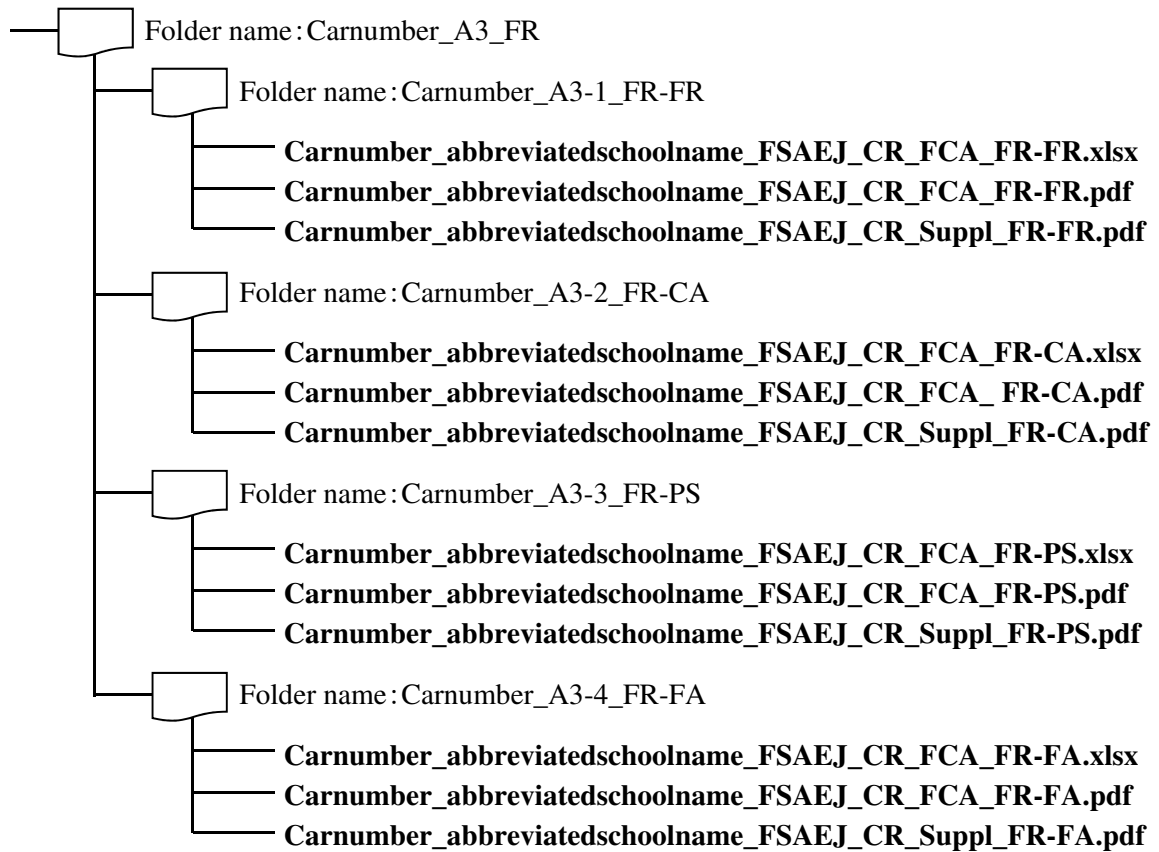 Folder name:Carnumber_A3_FR
Folder name:Carnumber_A3-1_FR-FR
Carnumber_abbreviatedschoolname_FSAEJ_CR_FCA_FR-FR.xlsx
Carnumber_abbreviatedschoolname_FSAEJ_CR_FCA_FR-FR.pdf
Carnumber_abbreviatedschoolname_FSAEJ_CR_Suppl_FR-FR.pdf
Folder name:Carnumber_A3-2_FR-CA
Carnumber_abbreviatedschoolname_FSAEJ_CR_FCA_FR-CA.xlsx
Carnumber_abbreviatedschoolname_FSAEJ_CR_FCA_ FR-CA.pdf
Carnumber_abbreviatedschoolname_FSAEJ_CR_Suppl_FR-CA.pdf
Folder name:Carnumber_A3-3_FR-PS
Carnumber_abbreviatedschoolname_FSAEJ_CR_FCA_FR-PS.xlsx
Carnumber_abbreviatedschoolname_FSAEJ_CR_FCA_FR-PS.pdf
Carnumber_abbreviatedschoolname_FSAEJ_CR_Suppl_FR-PS.pdf
Folder name:Carnumber_A3-4_FR-FA
Carnumber_abbreviatedschoolname_FSAEJ_CR_FCA_FR-FA.xlsx
Carnumber_abbreviatedschoolname_FSAEJ_CR_FCA_FR-FA.pdf
Carnumber_abbreviatedschoolname_FSAEJ_CR_Suppl_FR-FA.pdf